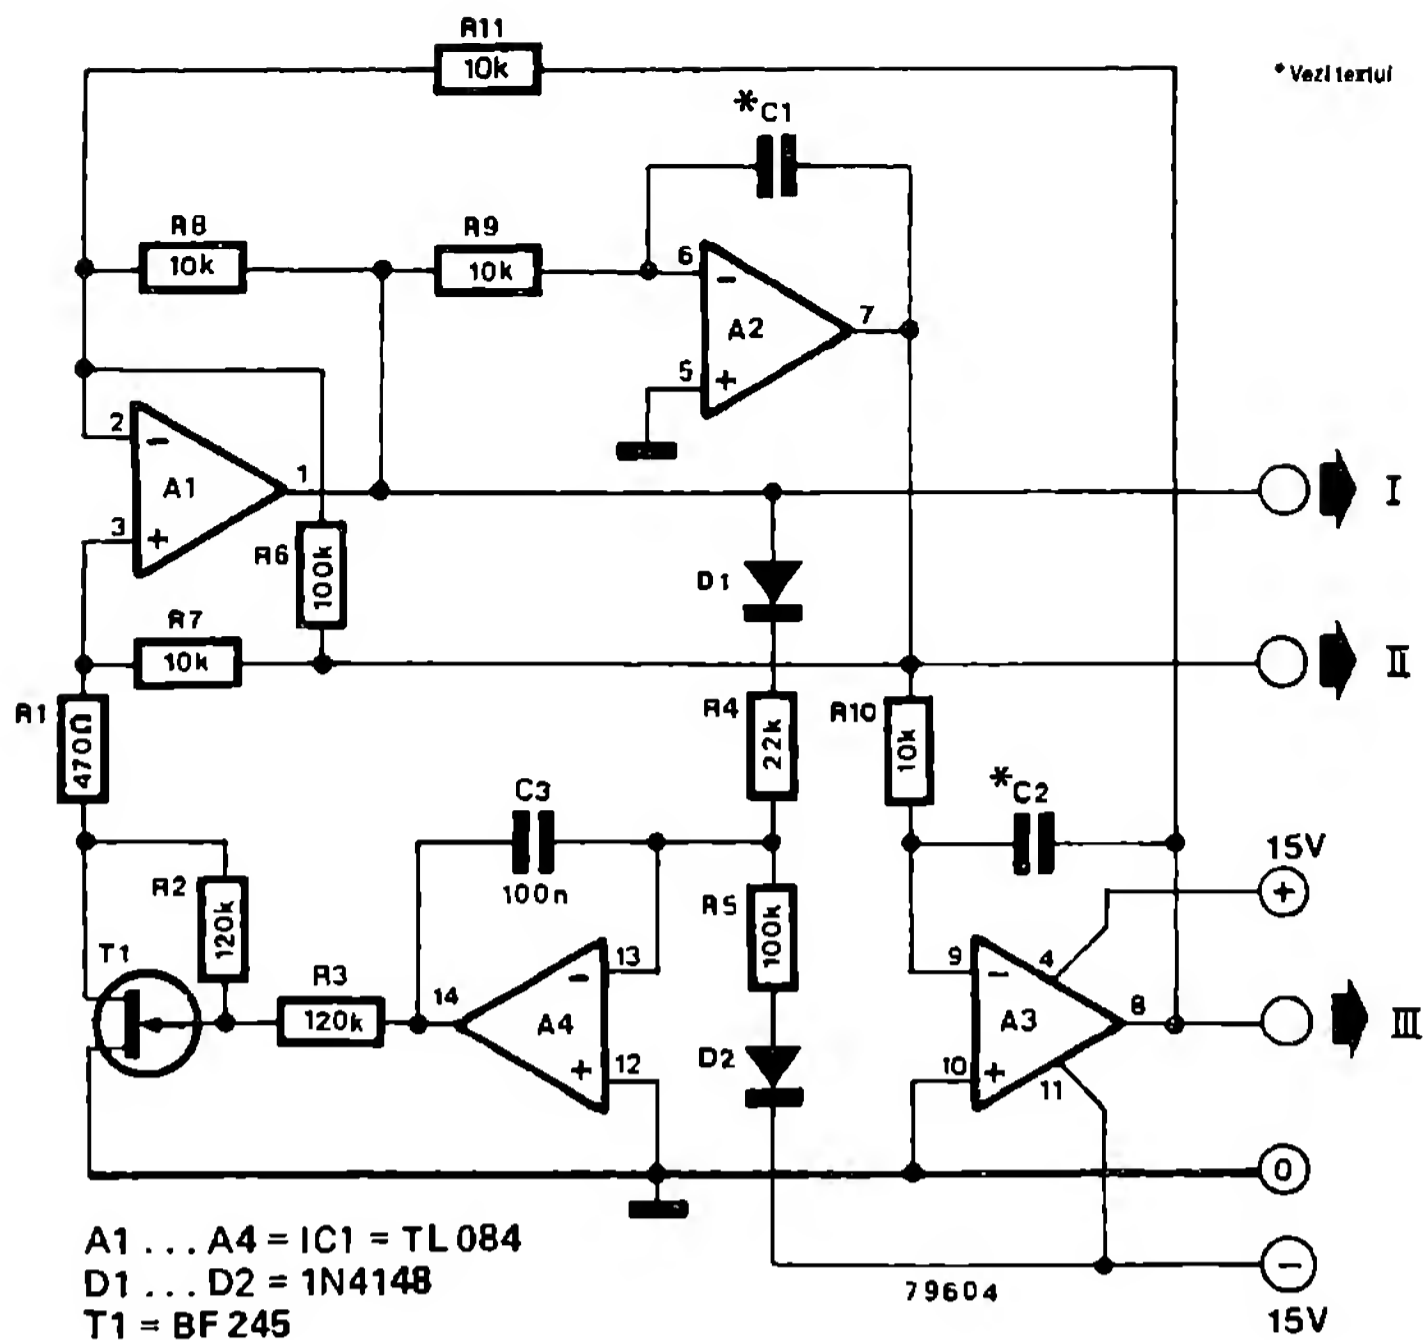 R11
10k
* Vezi textul
*C1
R8
10k
R9
10k
6
−
A2
7
5
+
2
−
A1
1
3
+
I
R6
100k
D1
R7
10k
II
R1
470Ω
R4
22k
R10
10k
C3
100n
*C2
15V
+
R2
120k
R5
100k
T1
R3
120k
14
13
−
A4
+
12
9
−
4
A3
8
10
+
11
III
D2
0
A1 ... A4 = IC1 = TL 084
D1 ... D2 = 1N4148
T1 = BF 245
79604
−
15V